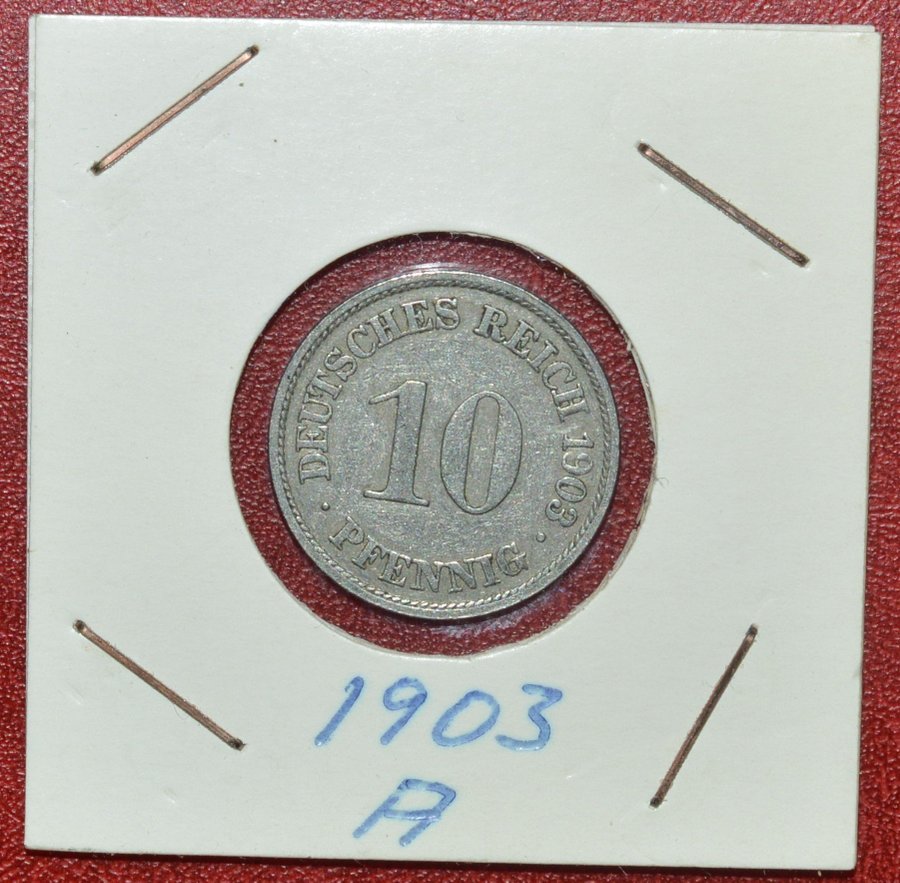 DEUTSCHES REICH 1903
· PFENNIG ·
10
1903
A